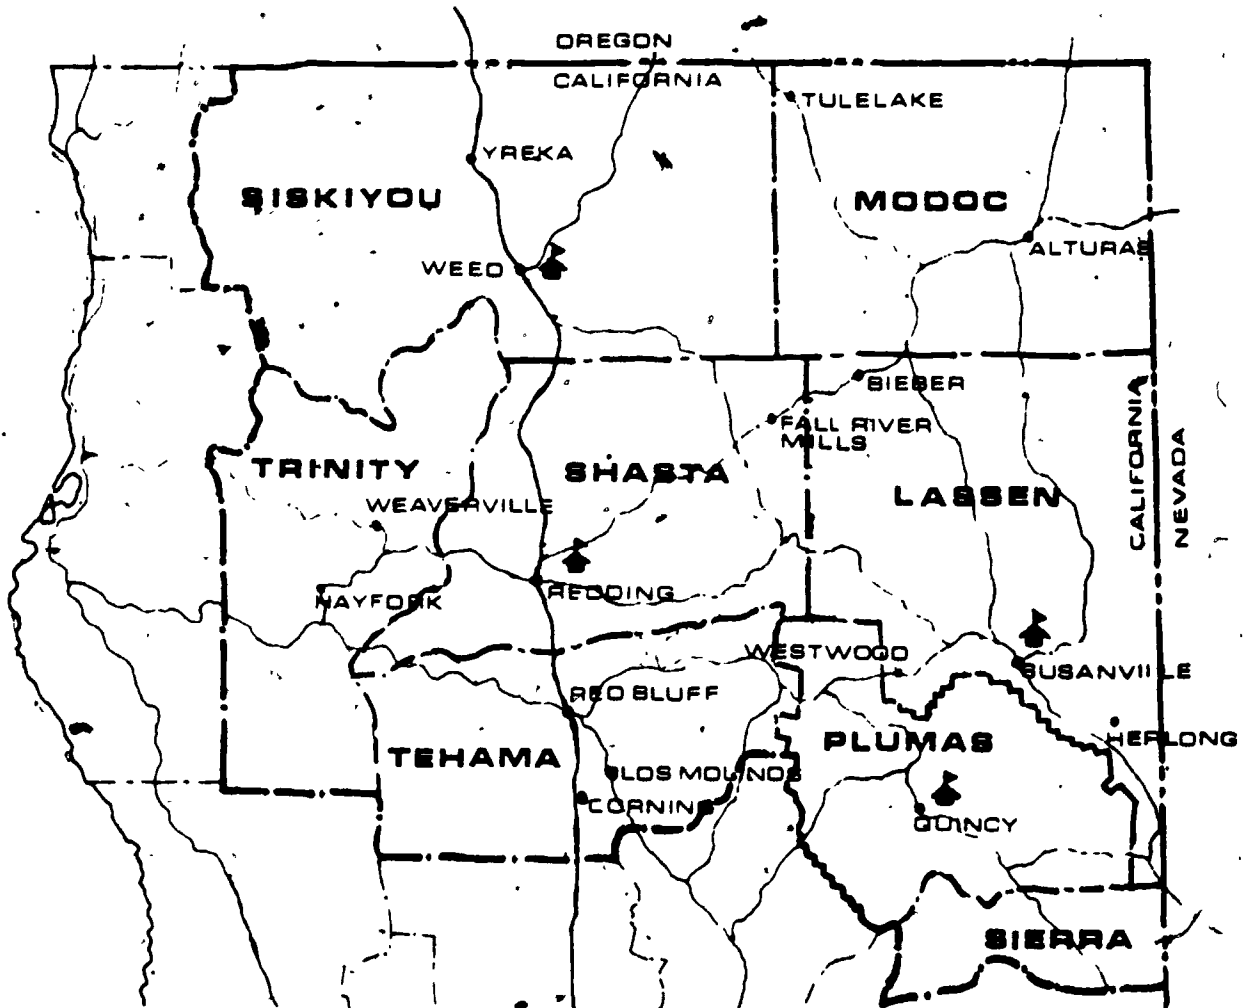 OREGON
CALIFORNIA
TULELAKE
YREKA
SISKIYOU
MODOC
ALTURAS
WEED
BIEBER
FALL RIVER
MILLS
TRINITY
SHASTA
LASSEN
CALIFORNIA
NEVADA
WEAVERVILLE
HAYFORK
REDDING
WESTWOOD
SUSANVILLE
RED BLUFF
HERLONG
TEHAMA
PLUMAS
LOS MOLINOS
CORNING
QUINCY
SIERRA